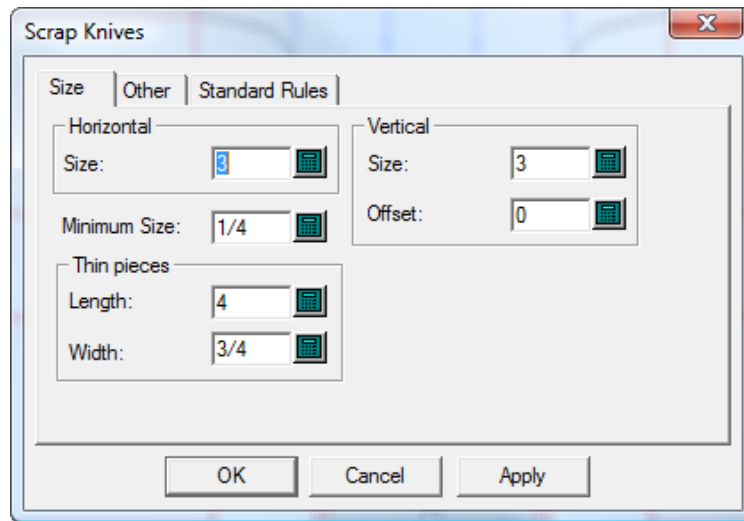 Scrap Knives
X
Size Other Standard Rules
Horizontal
Size: 3
Minimum Size: 1/4
Thin pieces
Length: 4
Width: 3/4
Vertical
Size: 3
Offset: 0
OK Cancel Apply